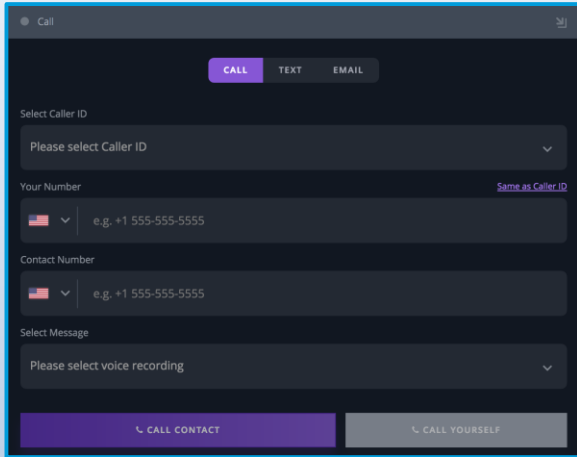 Call
CALL TEXT EMAIL
Select Caller ID
Please select Caller ID
Your Number Same as Caller ID
e.g. +1 555-555-5555
Contact Number
e.g. +1 555-555-5555
Select Message
Please select voice recording
CALL CONTACT CALL YOURSELF